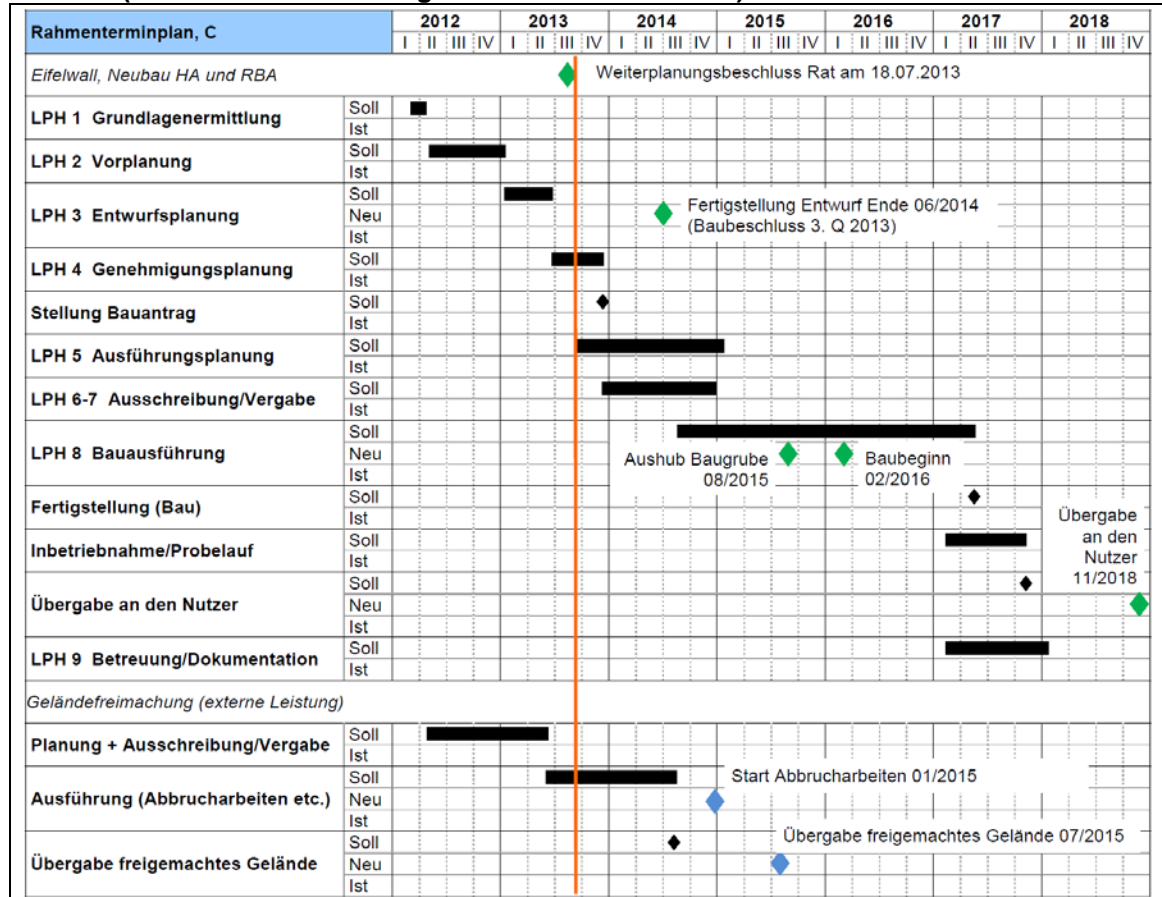 Rahmenterminplan, C
2012 2013 2014 2015 2016 2017 2018
I II III IV I II III IV I II III IV I II III IV I II III IV I II III IV I II III IV
Eifelwall, Neubau HA und RBA
Weiterplanungsbeschluss Rat am 18.07.2013
LPH 1 Grundlagenermittlung
Soll
Ist
LPH 2 Vorplanung
Soll
Ist
LPH 3 Entwurfsplanung
Soll
Neu
Ist
Fertigstellung Entwurf Ende 06/2014
(Baubeschluss 3. Q 2013)
LPH 4 Genehmigungsplanung
Soll
Ist
Stellung Bauantrag
Soll
Ist
LPH 5 Ausführungsplanung
Soll
Ist
LPH 6-7 Ausschreibung/Vergabe
Soll
Ist
LPH 8 Bauausführung
Soll
Neu
Ist
Aushub Baugrube
08/2015
Baubeginn
02/2016
Fertigstellung (Bau)
Soll
Ist
Inbetriebnahme/Probelauf
Soll
Ist
Übergabe
an den
Nutzer
11/2018
Übergabe an den Nutzer
Soll
Neu
Ist
LPH 9 Betreuung/Dokumentation
Soll
Ist
Geländefreimachung (externe Leistung)
Planung + Ausschreibung/Vergabe
Soll
Ist
Ausführung (Abbrucharbeiten etc.)
Soll
Neu
Ist
Start Abbrucharbeiten 01/2015
Übergabe freigemachtes Gelände
Soll
Neu
Ist
Übergabe freigemachtes Gelände 07/2015